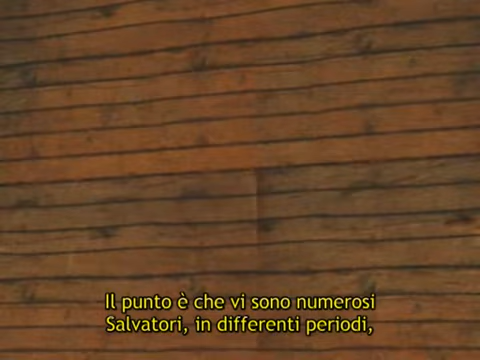 Il punto è che vi sono numerosi
Salvatori, in differenti periodi,